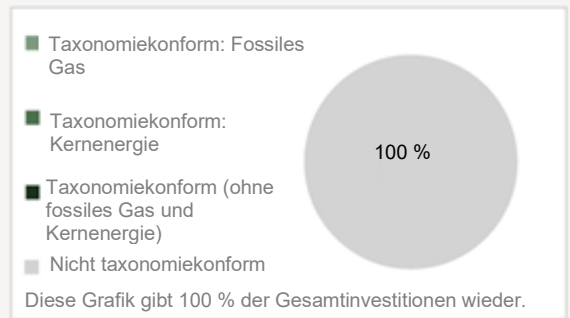 Taxonomiekonform: Fossiles
Gas
Taxonomiekonform:
Kernenergie
Taxonomiekonform (ohne
fossiles Gas und
Kernenergie)
Nicht taxonomiekonform
100 %
Diese Grafik gibt 100 % der Gesamtinvestitionen wieder.